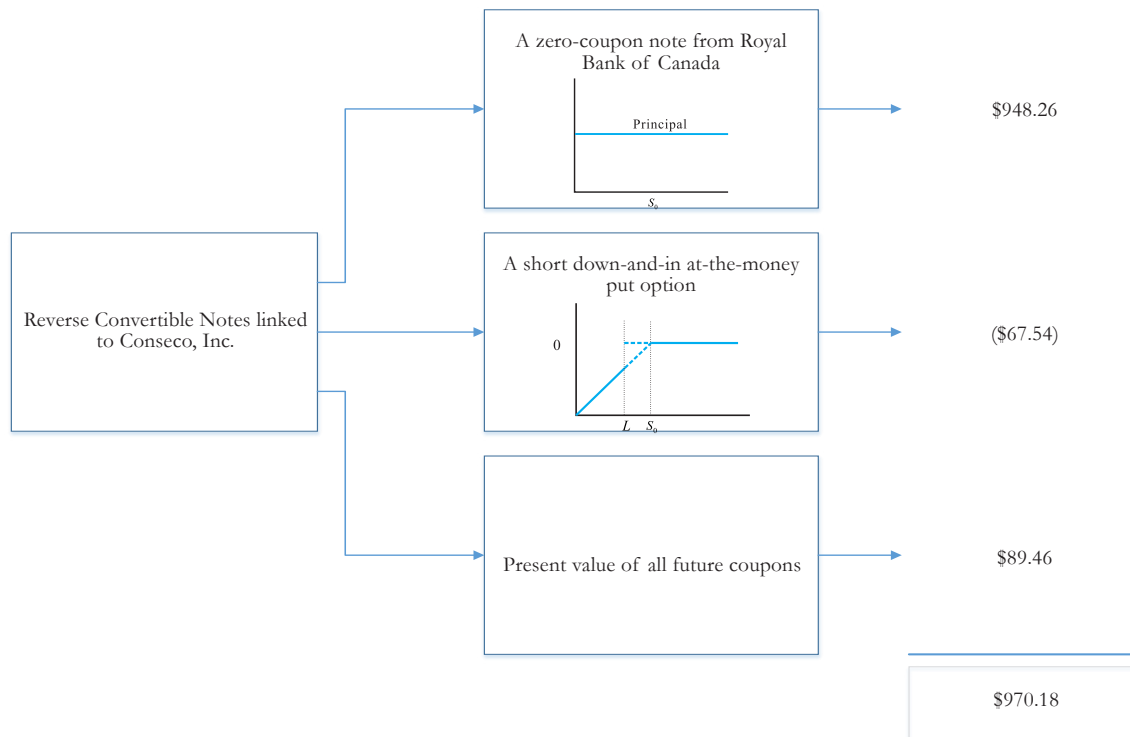 A zero-coupon note from Royal
Bank of Canada
Principal
S₀
$948.26
Reverse Convertible Notes linked
to Conseco, Inc.
A short down-and-in at-the-money
put option
0
L S₀
($67.54)
Present value of all future coupons
$89.46
$970.18